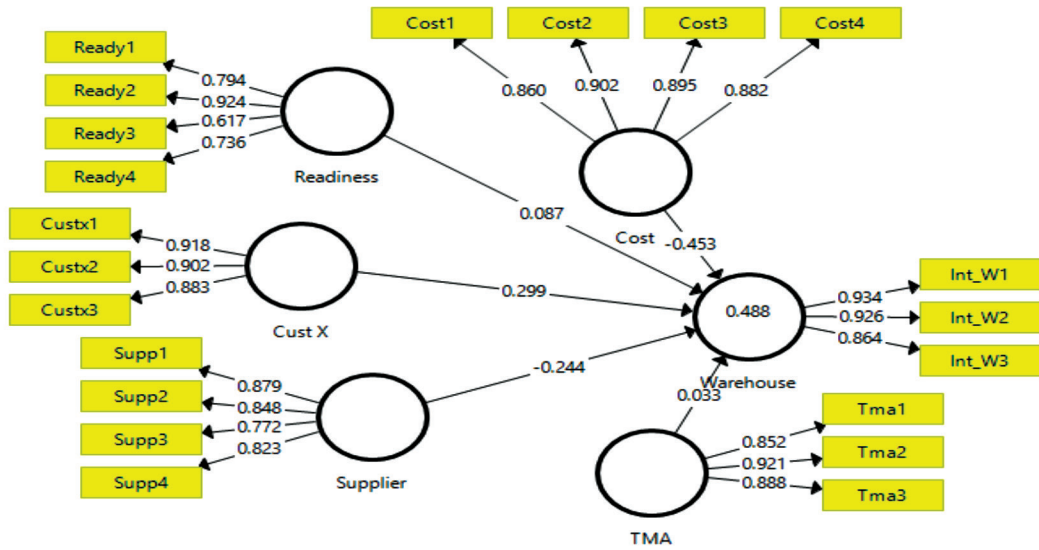 Ready1
Ready2
Ready3
Ready4
0.794
0.924
0.617
0.736
Readiness
0.087
Cost1
Cost2
Cost3
Cost4
0.860
0.902
0.895
0.882
Cost
-0.453
Custx1
Custx2
Custx3
0.918
0.902
0.883
Cust X
0.299
0.488
Warehouse
0.934
0.926
0.864
Int_W1
Int_W2
Int_W3
Supp1
Supp2
Supp3
Supp4
0.879
0.848
0.772
0.823
Supplier
-0.244
0.033
TMA
0.852
0.921
0.888
Tma1
Tma2
Tma3